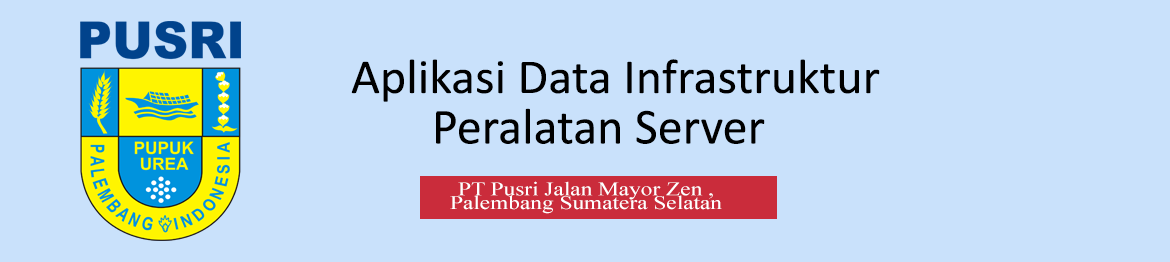 PUSRI
PUPUK
UREA
PALEMBANG INDONESIA
Aplikasi Data Infrastruktur
Peralatan Server
PT Pusri Jalan Mayor Zen ,
Palembang Sumatera Selatan